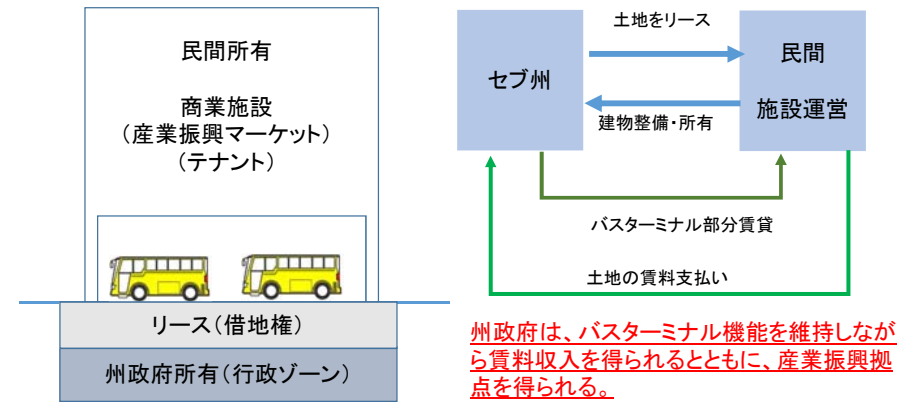 民間所有
商業施設
（産業振興マーケット）
（テナント）
リース（借地権）
州政府所有（行政ゾーン）
土地をリース
セブ州
民間
施設運営
建物整備・所有
バスターミナル部分賃貸
土地の賃料支払い
州政府は、バスターミナル機能を維持しなが
ら賃料収入を得られるとともに、産業振興拠
点を得られる。